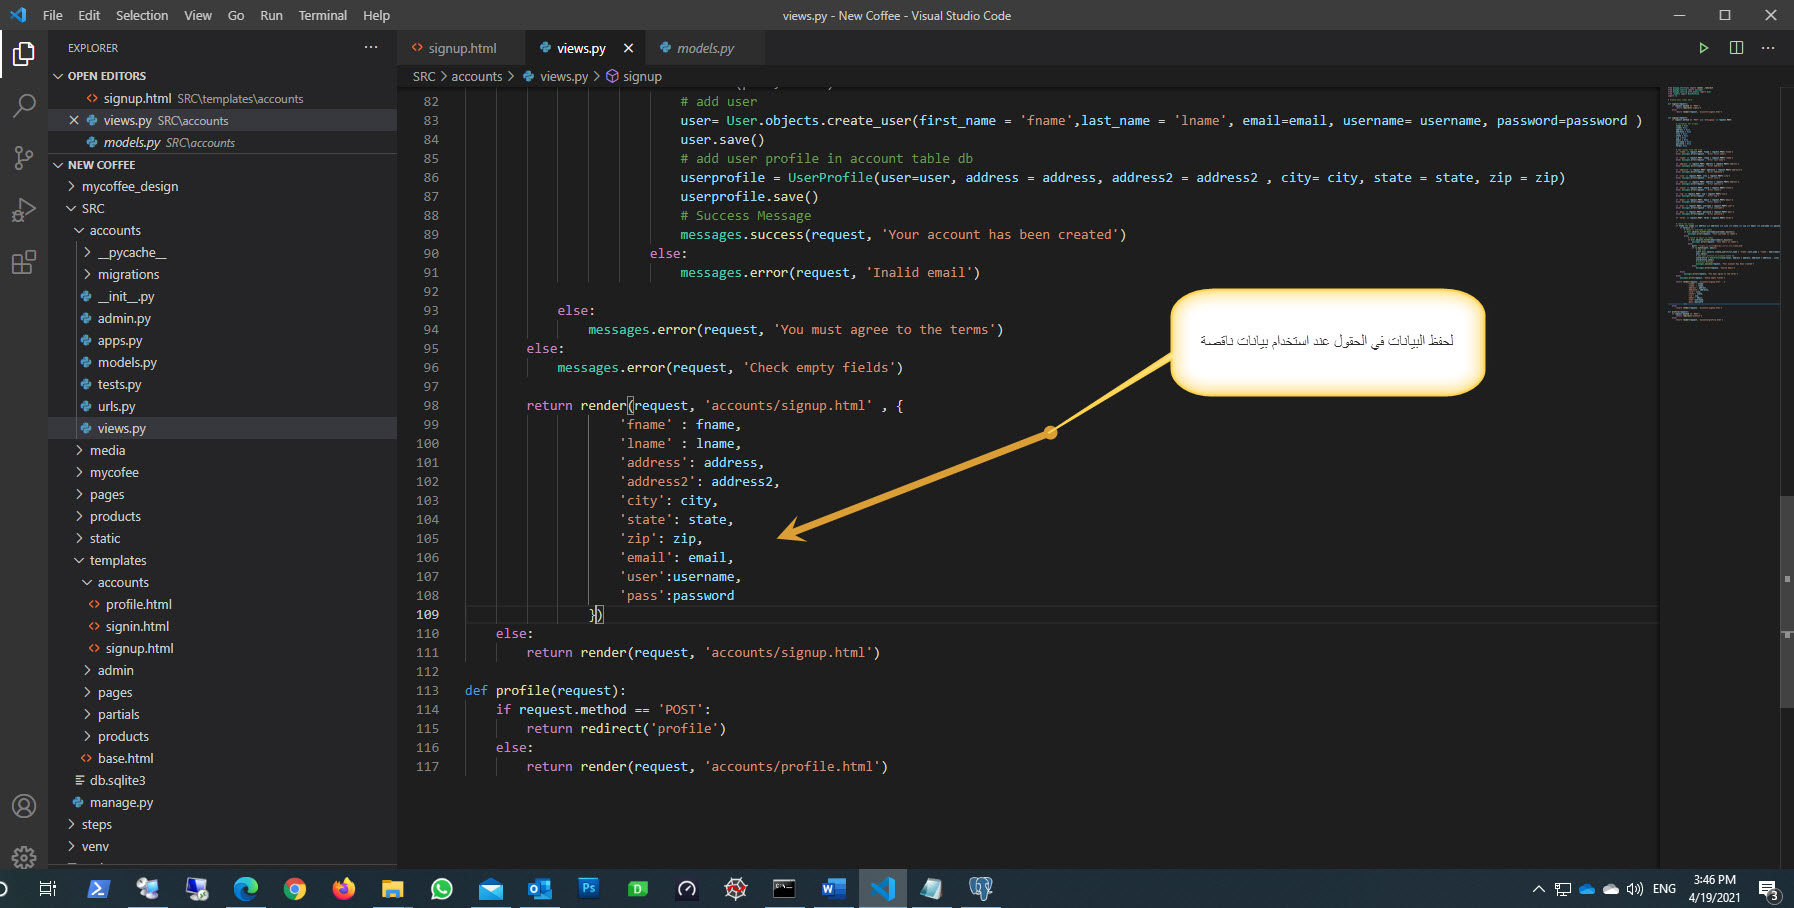 File Edit Selection View Go Run Terminal Help
views.py - New Coffee - Visual Studio Code
EXPLORER
OPEN EDITORS
signup.html SRC\templates\accounts
views.py SRC\accounts
models.py SRC\accounts
NEW COFFEE
mycoffee_design
SRC
accounts
__pycache__
migrations
__init__.py
admin.py
apps.py
models.py
tests.py
urls.py
views.py
media
mycofee
pages
products
static
templates
accounts
profile.html
signin.html
signup.html
admin
pages
partials
products
base.html
db.sqlite3
manage.py
steps
venv
signup.html views.py models.py
SRC > accounts > views.py > signup
82 # add user
83 user= User.objects.create_user(first_name = 'fname',last_name = 'lname', email=email, username= username, password=password )
84 user.save()
85 # add user profile in account table db
86 userprofile = UserProfile(user=user, address = address, address2 = address2 , city= city, state = state, zip = zip)
87 userprofile.save()
88 # Success Message
89 messages.success(request, 'Your account has been created')
90 else:
91 messages.error(request, 'Inalid email')
92
93 else:
94 messages.error(request, 'You must agree to the terms')
95 else:
96 messages.error(request, 'Check empty fields')
97
98 return render(request, 'accounts/signup.html' , {
99 'fname' : fname,
100 'lname' : lname,
101 'address': address,
102 'address2': address2,
103 'city': city,
104 'state': state,
105 'zip': zip,
106 'email': email,
107 'user':username,
108 'pass':password
109 })
110 else:
111 return render(request, 'accounts/signup.html')
112
113 def profile(request):
114 if request.method == 'POST':
115 return redirect('profile')
116 else:
117 return render(request, 'accounts/profile.html')
لحفظ البيانات في الحقول عند استخدام بيانات ناقصة
ENG
3:46 PM
4/19/2021
3